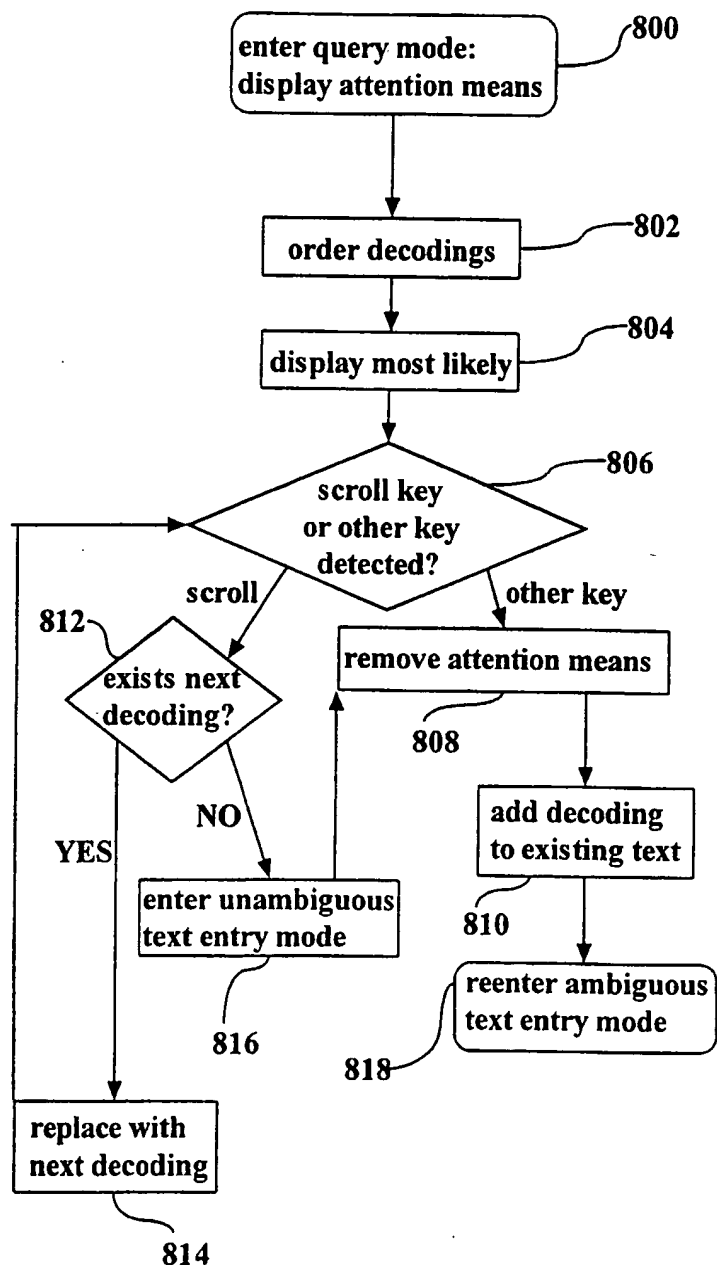 800
enter query mode:
display attention means
802
order decodings
804
display most likely
806
scroll key
or other key
detected?
scroll
other key
812
exists next
decoding?
remove attention means
808
NO
YES
add decoding
to existing text
810
enter unambiguous
text entry mode
816
reenter ambiguous
text entry mode
818
replace with
next decoding
814